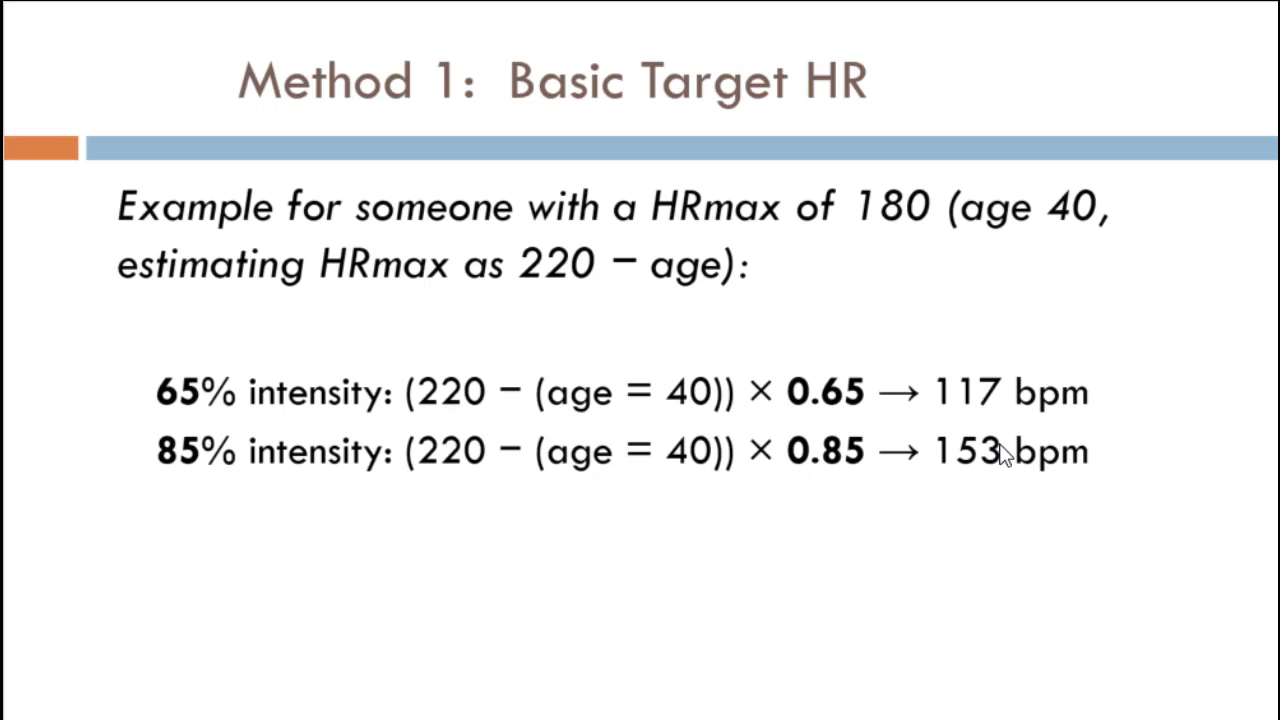 Method 1: Basic Target HR
Example for someone with a HRmax of 180 (age 40,
estimating HRmax as 220 − age):
65% intensity: (220 − (age = 40)) × 0.65 → 117 bpm
85% intensity: (220 − (age = 40)) × 0.85 → 153 bpm